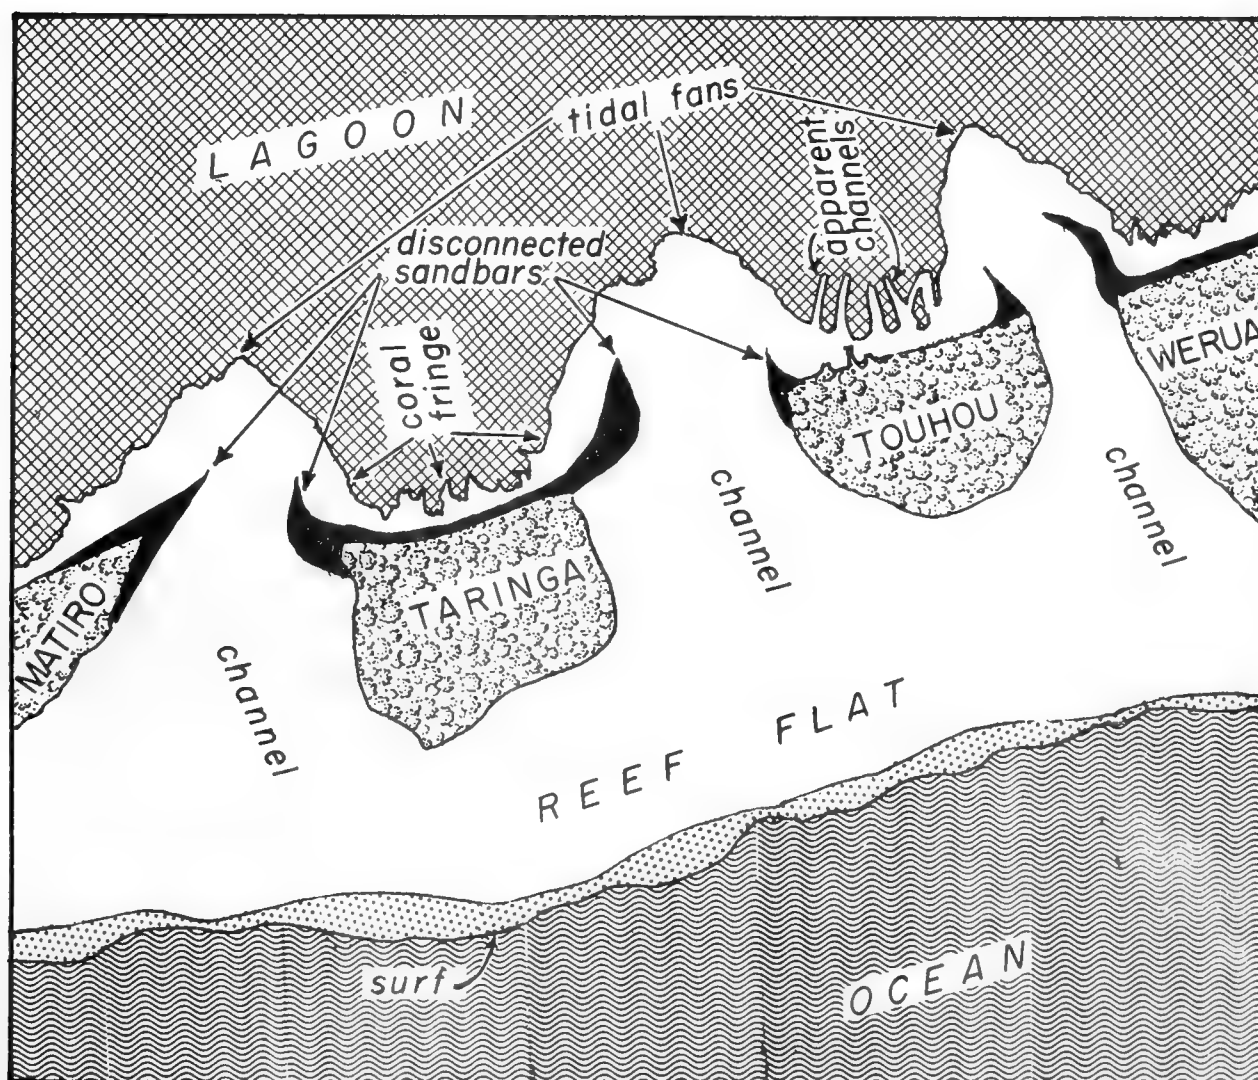 LAGOON
tidal fans
apparent
channels
disconnected
sandbars
coral
fringe
WERUA
TOUHOU
channel
channel
TARINGA
MATIRO
channel
REEF FLAT
OCEAN
surf